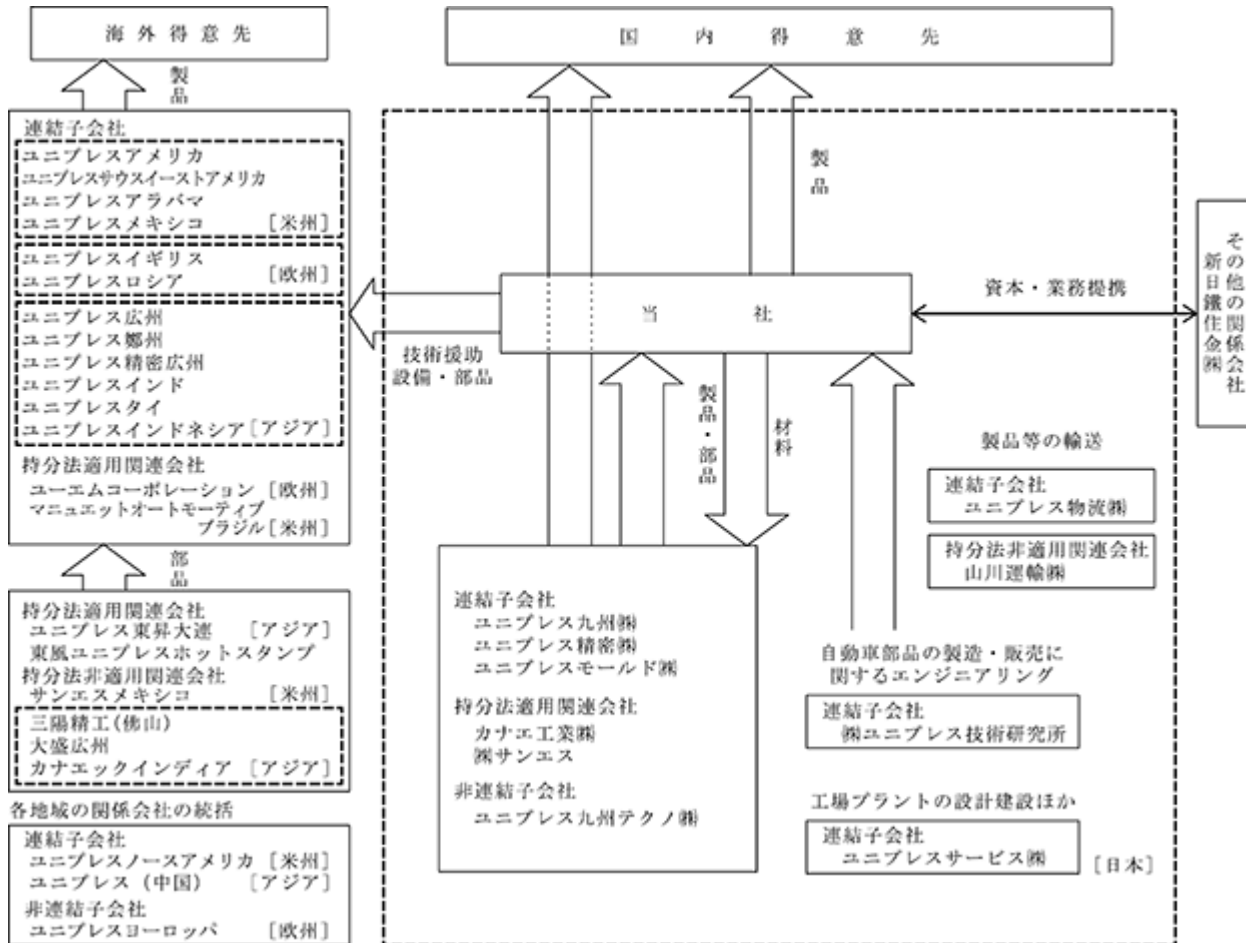 海外得意先
国内得意先
製品
連結子会社
ユニプレスアメリカ
ユニプレスサウスイーストアメリカ
ユニプレスアラバマ
ユニプレスメキシコ [米州]
ユニプレスイギリス
ユニプレスロシア [欧州]
ユニプレス広州
ユニプレス鄭州
ユニプレス精密広州
ユニプレスインド
ユニプレスタイ
ユニプレスインドネシア [アジア]
持分法適用関連会社
ユーエムコーポレーション [欧州]
マニュエットオートモーティブ
ブラジル [米州]
部品
持分法適用関連会社
ユニプレス東昇大連 [アジア]
東風ユニプレスホットスタンプ
持分法非適用関連会社
サンエスメキシコ [米州]
三陽精工(佛山)
大盛広州
カナエックインディア [アジア]
各地域の関係会社の統括
連結子会社
ユニプレスノースアメリカ [米州]
ユニプレス (中国) [アジア]
非連結子会社
ユニプレスヨーロッパ [欧州]
製品
当社
技術援助
設備・部品
製品・部品
材料
連結子会社
ユニプレス九州㈱
ユニプレス精密㈱
ユニプレスモールド㈱
持分法適用関連会社
カナエ工業㈱
㈱サンエス
非連結子会社
ユニプレス九州テクノ㈱
資本・業務提携
その他の関係会社
新日鐵住金㈱
製品等の輸送
連結子会社
ユニプレス物流㈱
持分法非適用関連会社
山川運輸㈱
自動車部品の製造・販売に
関するエンジニアリング
連結子会社
㈱ユニプレス技術研究所
工場プラントの設計建設ほか
連結子会社
ユニプレスサービス㈱
[日本]